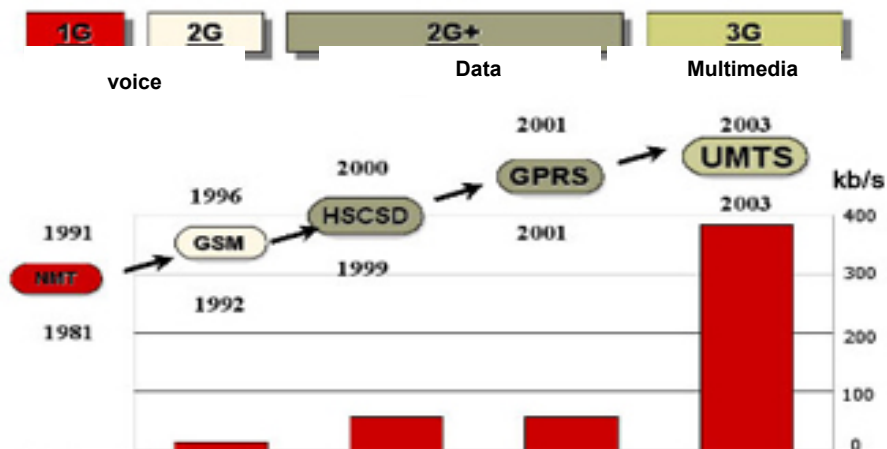 1G 2G 2G+ 3G
voice Data Multimedia
2001 2003
2000 GPRS UMTS kb/s
1996 HSCSD 2003 400
1991 GSM 2001
NMT 1999 300
1992
1981 200
100
0